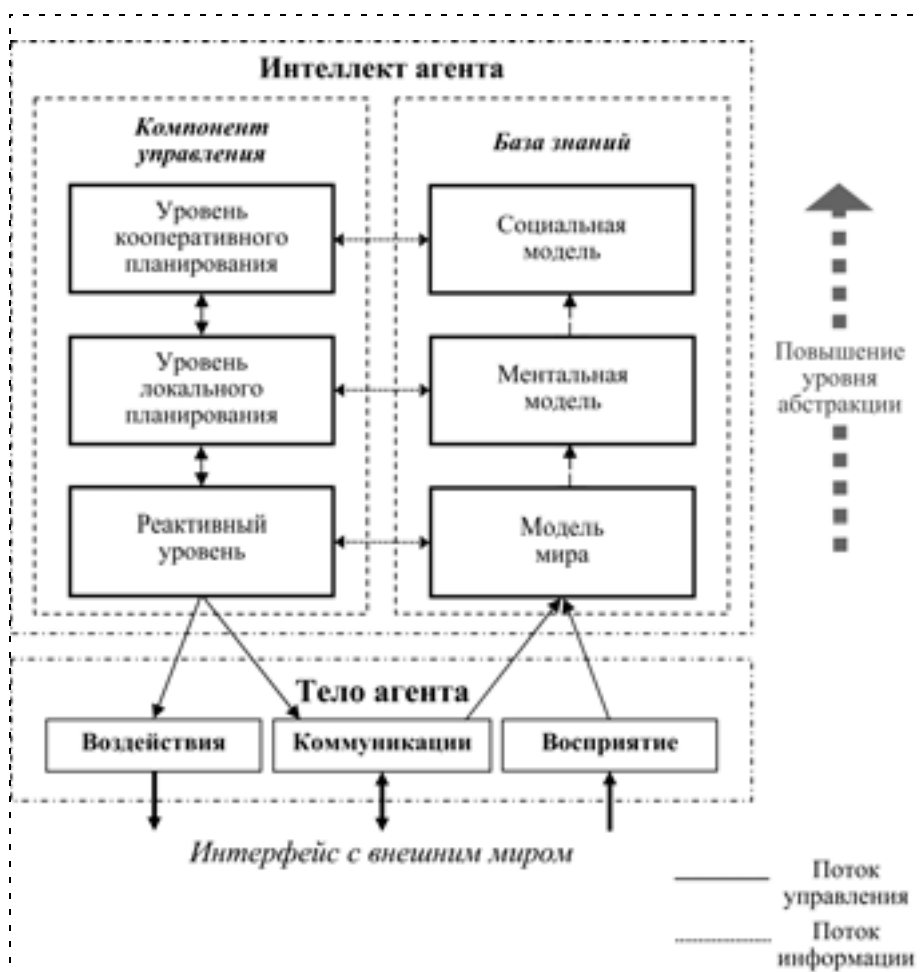 Интеллект агента
Компонент
управления
Уровень
кооперативного
планирования
Уровень
локального
планирования
Реактивный
уровень
База знаний
Социальная
модель
Ментальная
модель
Модель
мира
Повышение
уровня
абстракции
Тело агента
Воздействия
Коммуникации
Восприятие
Интерфейс с внешним миром
Поток
управления
Поток
информации